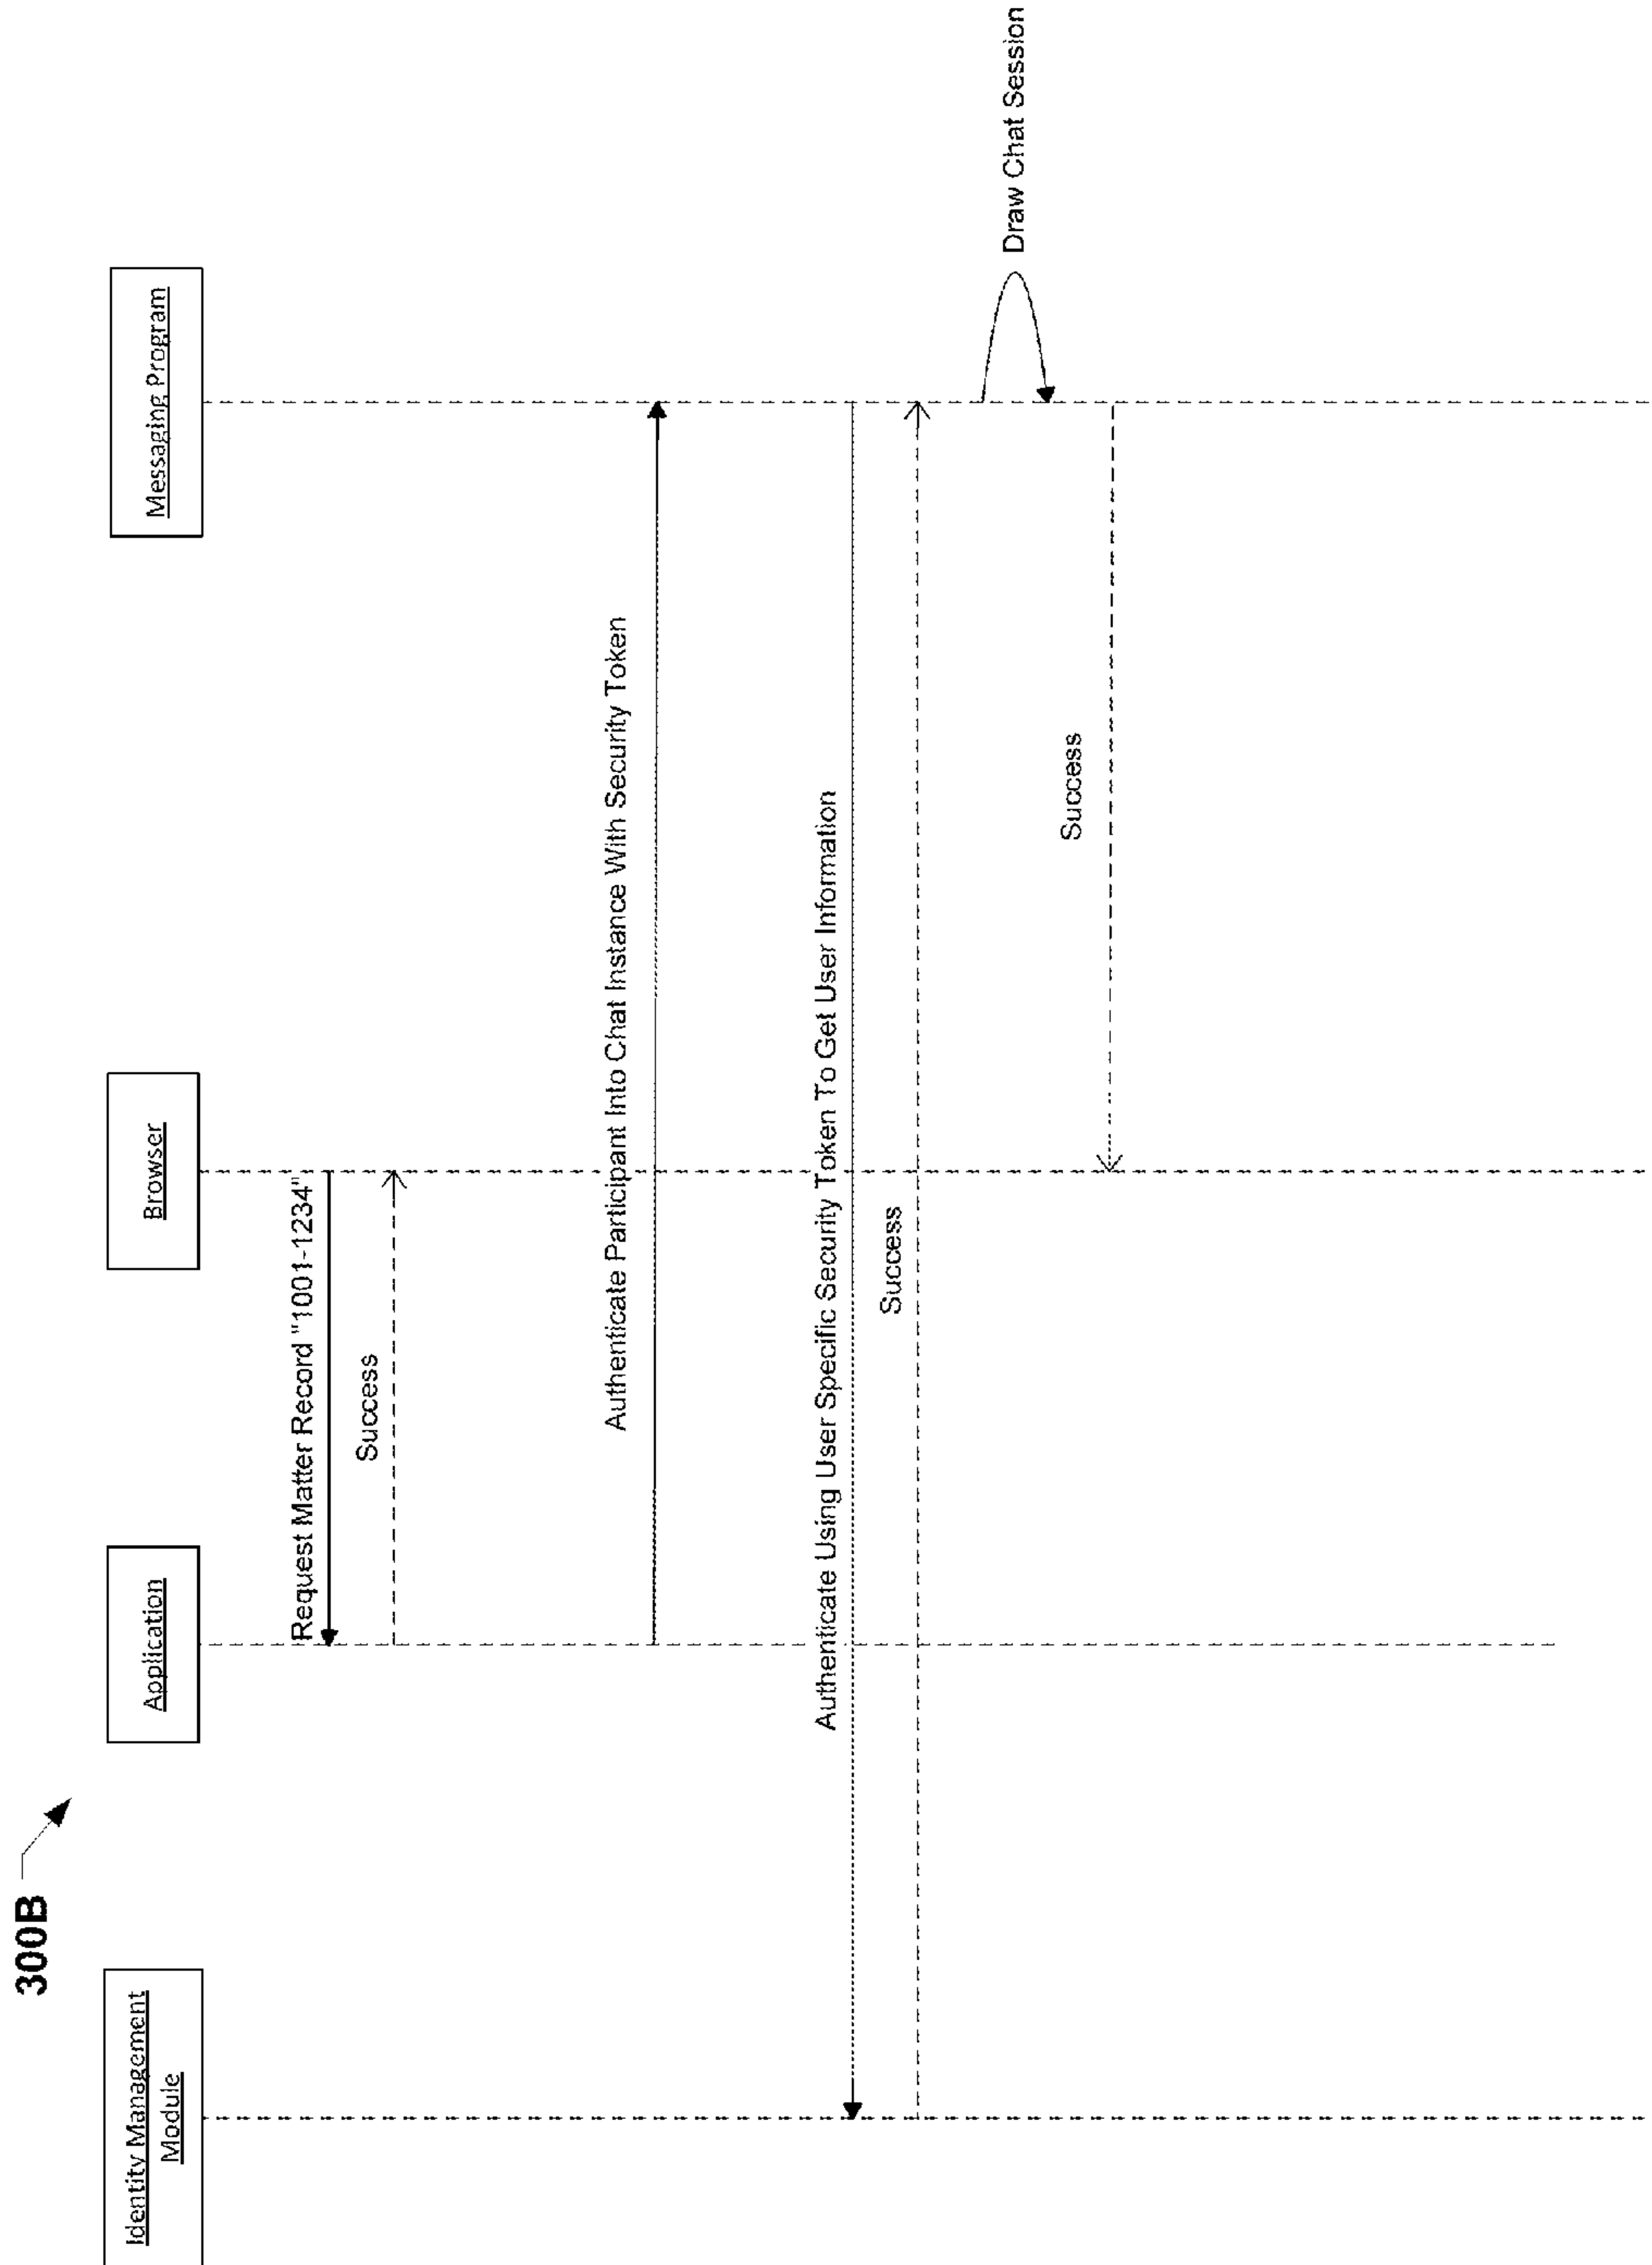 300B
Identity Management
Module
Application
Browser
Messaging Program
Request Matter Record "1001-1234"
Success
Authenticate Participant Into Chat Instance With Security Token
Authenticate Using User Specific Security Token To Get User Information
Success
Draw Chat Session
Success